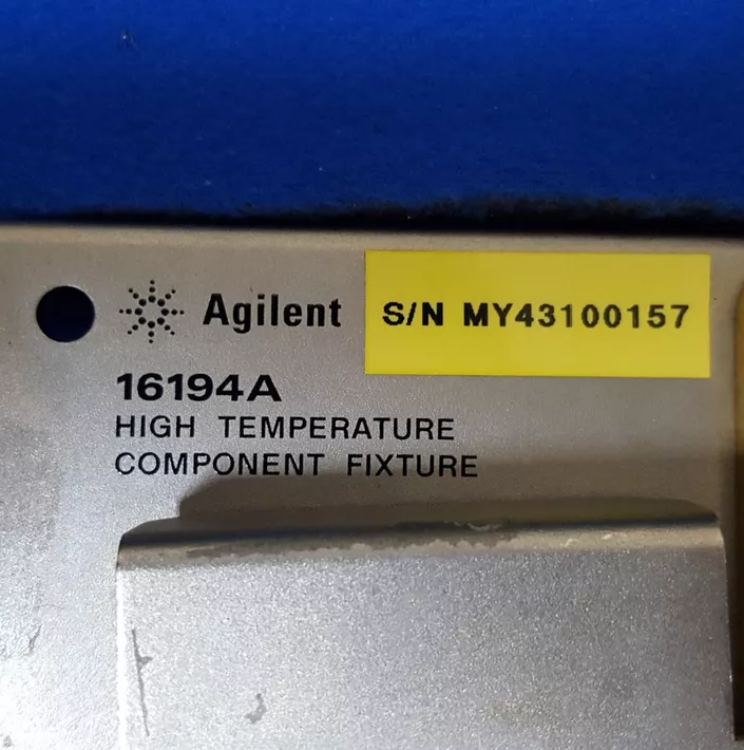 Agilent
S/N MY43100157
16194A
HIGH TEMPERATURE
COMPONENT FIXTURE